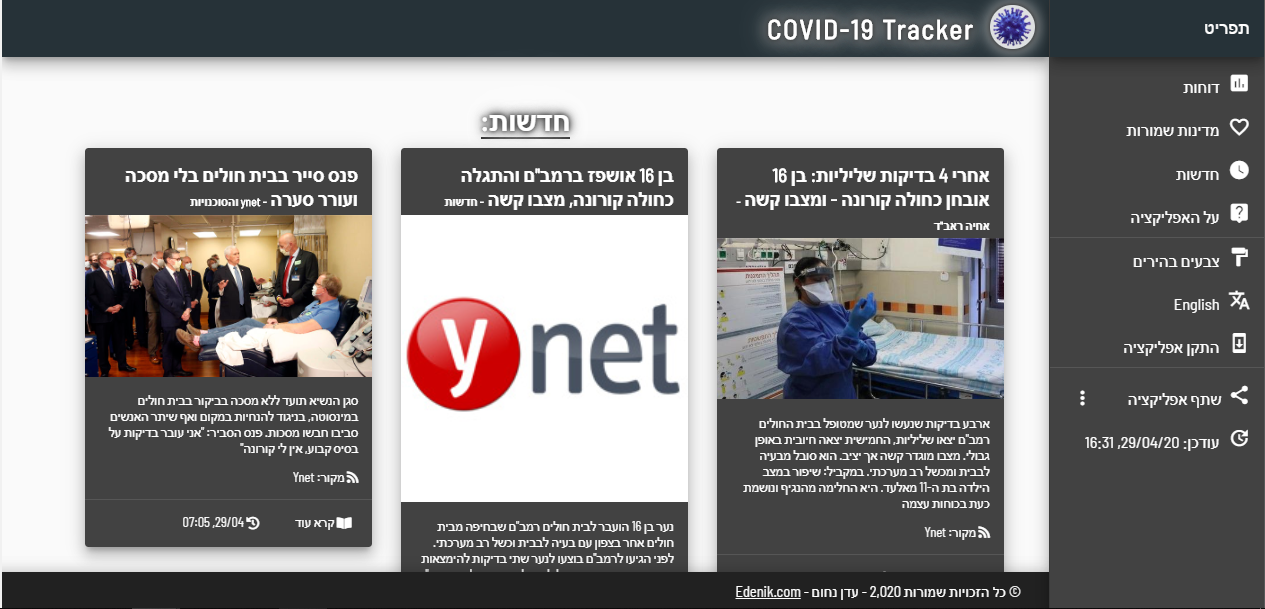 תפריט
COVID-19 Tracker
דוחות
מדינות שמורות
חדשות
על האפליקציה
צבעים בהירים
English
התקן אפליקציה
שתף אפליקציה
עודכן: 29/04/20, 16:31
חדשות:
אחרי 4 בדיקות שליליות: בן 16
אובחן כחולה קורונה - ומצבו קשה -
אחיה ראב"ד
ארבע בדיקות שנעשו לנער שמטופל בבית החולים
רמב"ם יצאו שליליות, החמישית יצאה חיובית באופן
גבולי. מצבו מוגדר קשה אך יציב. הוא סובל מבעיה
לבבית ומכשל רב מערכתי. במקביל: שיפור במצב
הילדה בת ה-11 מאלעד. היא החלימה מהנגיף ונושמת
כעת בכוחות עצמה
מקור: Ynet
בן 16 אושפז ברמב"ם והתגלה
כחולה קורונה, מצבו קשה - חדשות
ynet
נער בן 16 הועבר לבית חולים רמב"ם שבחיפה מבית
חולים אחר בצפון עם בעיה לבבית וכשל רב מערכתי.
לפני הגיעו לרמב"ם בוצעו לנער שתי בדיקות להימצאות
פנס סייר בבית חולים בלי מסכה
ועורר סערה - ynet והסוכנויות
סגן הנשיא תועד ללא מסכה בביקור בבית חולים
במינסוטה, בניגוד להנחיות במקום ואף שיתר האנשים
סביבו חבשו מסכות. פנס הסביר: "אני עובר בדיקות על
בסיס קבוע, אין לי קורונה"
מקור: Ynet
קרא עוד
29/04, 07:05
© כל הזכויות שמורות 2,020 - עדן נחום - Edenik.com